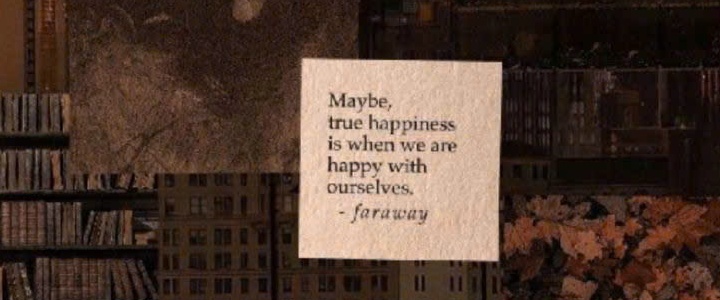 Maybe,
true happiness
is when we are
happy with
ourselves.
- faraway